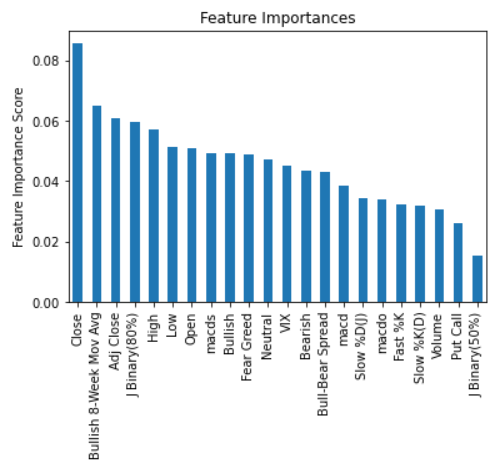 Feature Importances
Feature Importance Score
0.08
0.06
0.04
0.02
0.00
Close
Bullish 8-Week Mov Avg
Adj Close
J Binary(80%)
High
Low
Open
macds
Bullish
Fear Greed
Neutral
VIX
Bearish
Bull-Bear Spread
macd
Slow %D(J)
macdo
Fast %K
Slow %K(D)
Volume
Put Call
J Binary(50%)